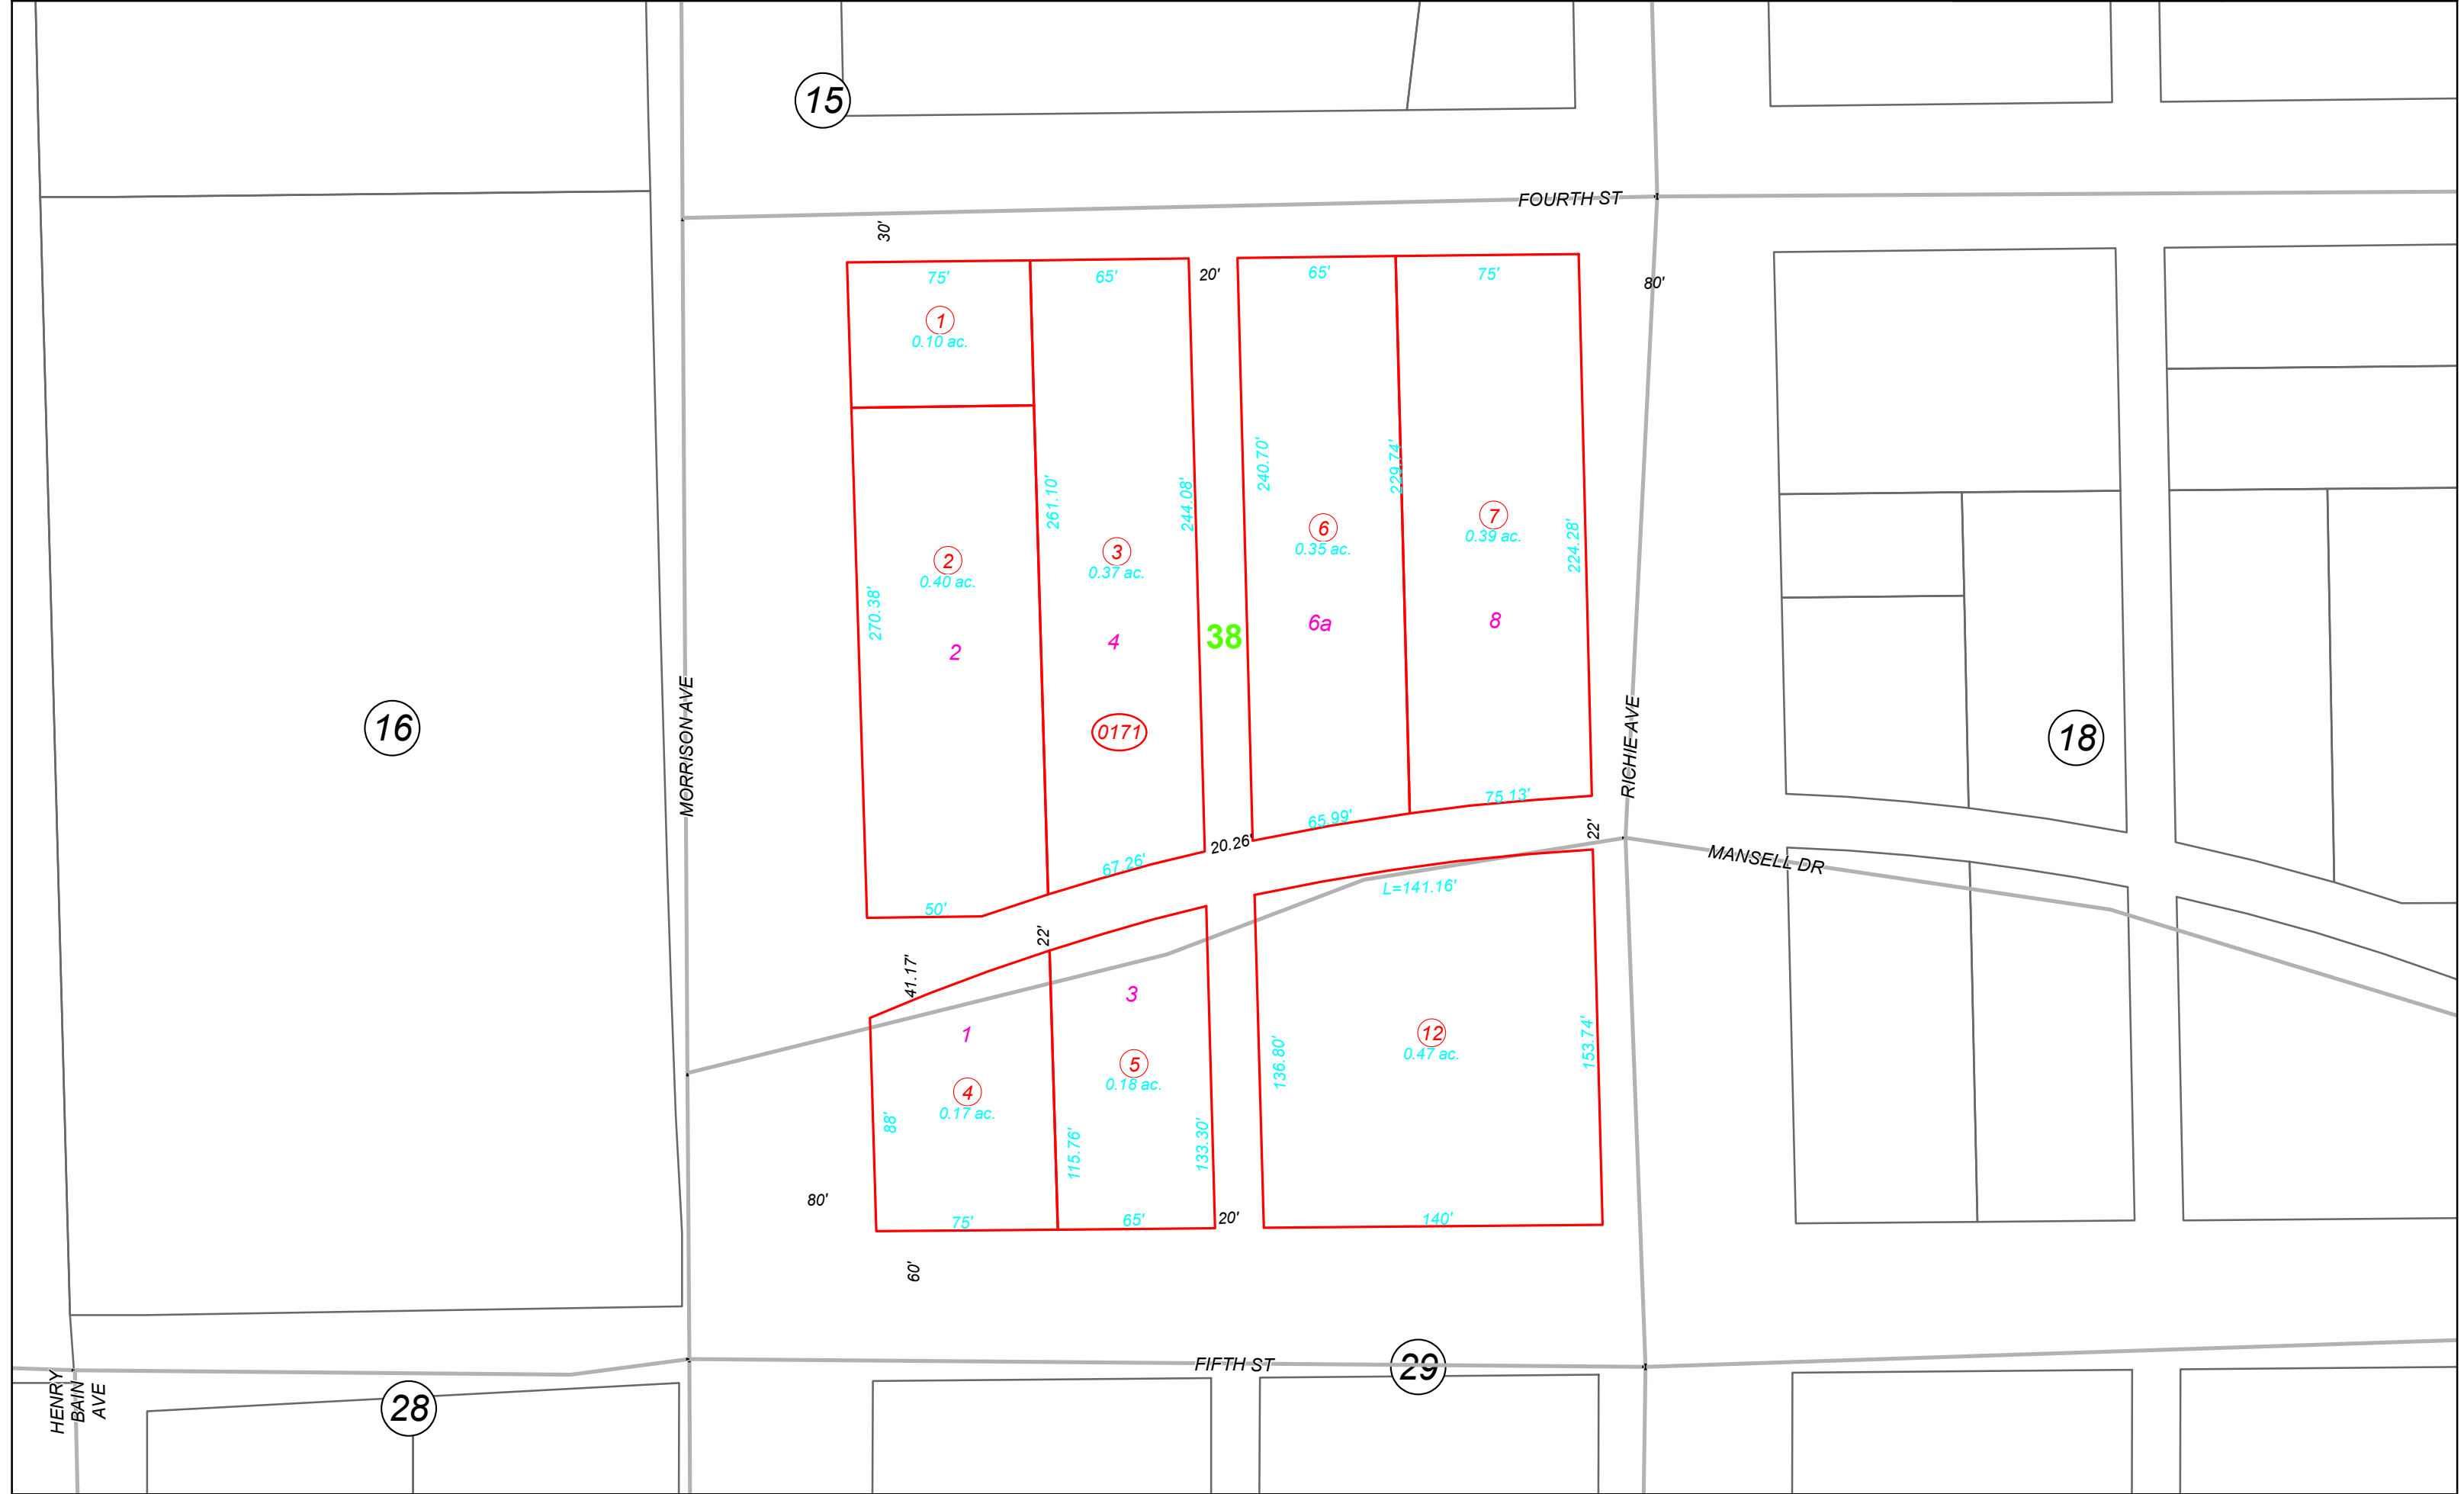 15
FOURTH ST
30'
75'
65'
20'
65'
75'
80'
1
0.10 ac.
240.70'
229.74'
261.10'
244.08'
6
0.35 ac.
7
0.39 ac.
224.28'
2
0.40 ac.
3
0.37 ac.
270.38'
2
4
38
6a
8
16
MORRISON AVE
0171
RICHIE AVE
18
75.13'
65.99'
22'
20.26'
67.26'
MANSELL DR
L=141.16'
50'
22'
41.17'
3
1
12
0.47 ac.
136.80'
153.74'
5
0.18 ac.
4
0.17 ac.
88'
115.76'
133.30'
80'
75'
65'
20'
140'
60'
FIFTH ST
29
HENRY
BAIN
AVE
28